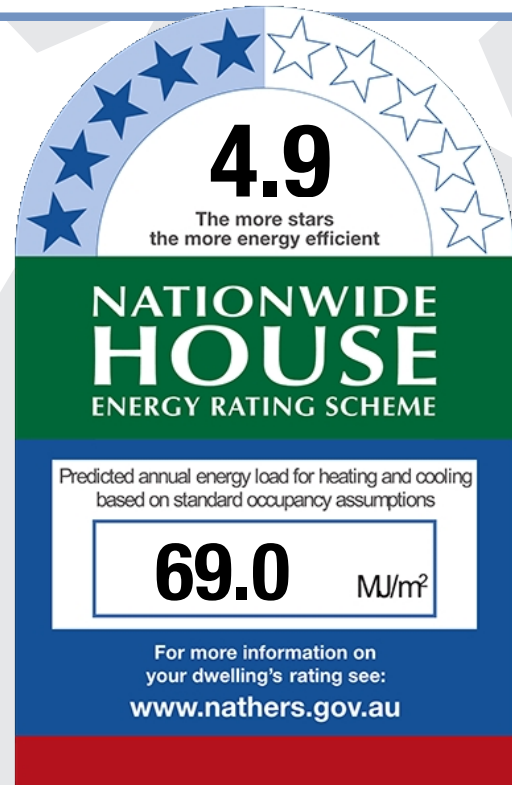 4.9
The more stars
the more energy efficient
NATIONWIDE
HOUSE
ENERGY RATING SCHEME
Predicted annual energy load for heating and cooling
based on standard occupancy assumptions
69.0 MJ/m²
For more information on
your dwelling's rating see:
www.nathers.gov.au